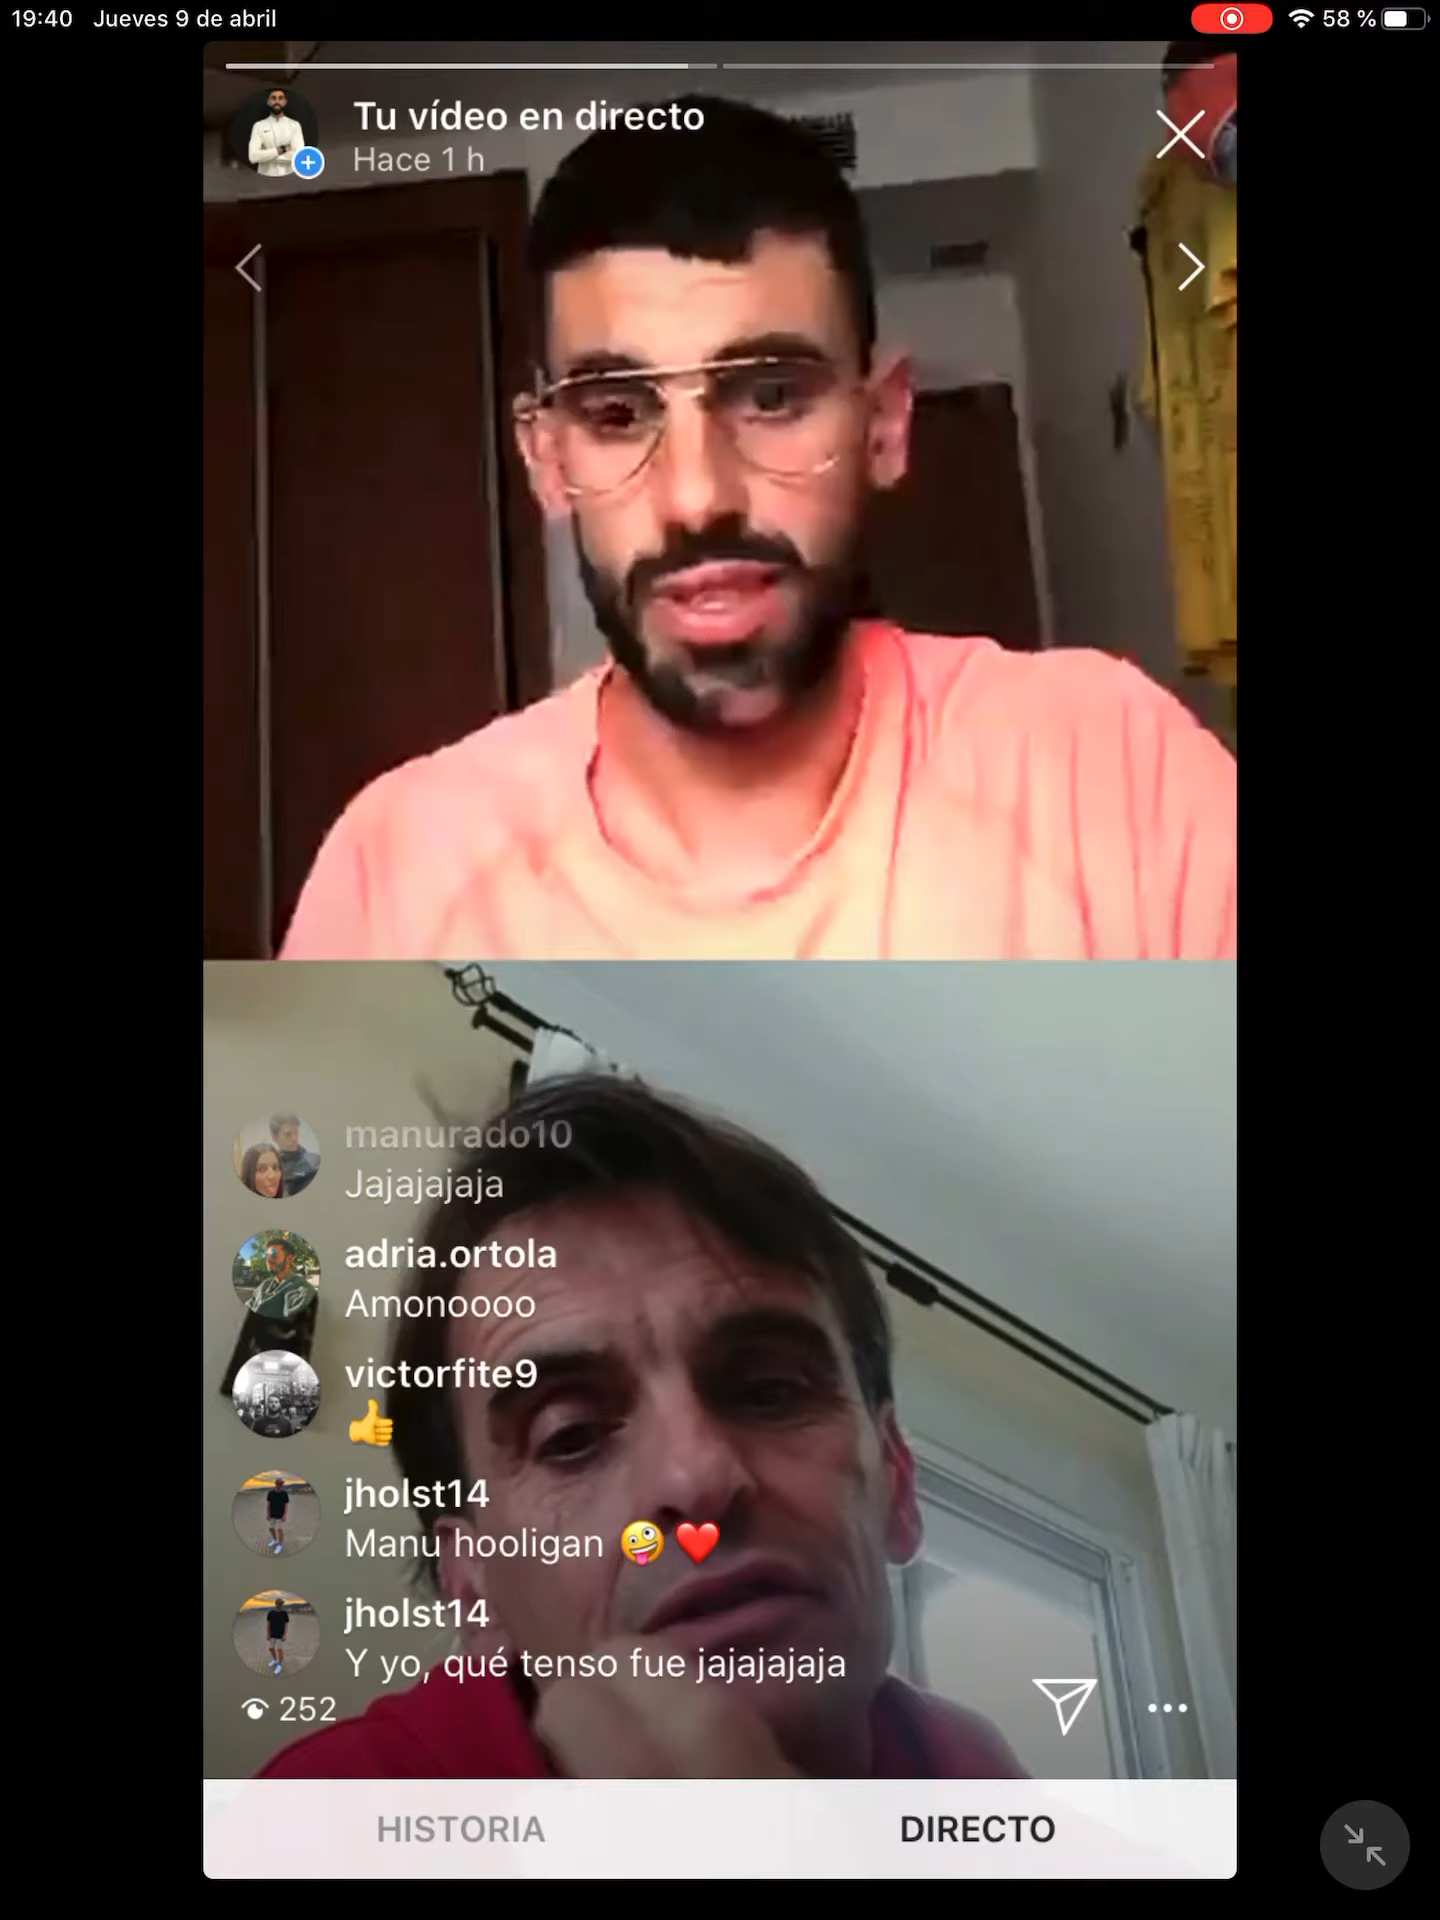 19:40 Jueves 9 de abril 58 %
Tu vídeo en directo
Hace 1 h
manurado10
Jajajajaja
adria.ortola
Amonoooo
victorfite9
👍
jholst14
Manu hooligan 🤪❤️
jholst14
Y yo, qué tenso fue jajajajaja
252
HISTORIA DIRECTO